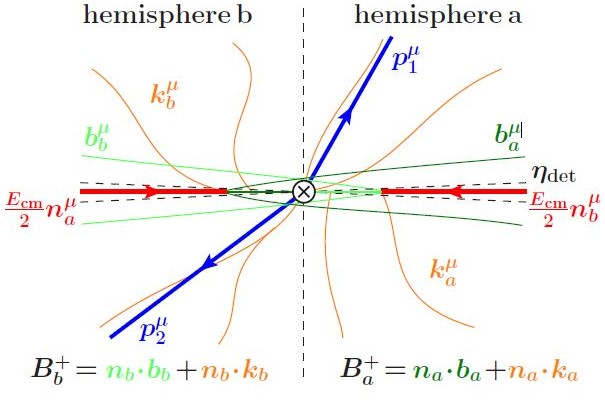 hemisphere b hemisphere a
p_1^μ
k_b^μ
b_b^μ b_a^μ
η_det
E_cm/2 n_a^μ E_cm/2 n_b^μ
k_a^μ
p_2^μ
B_b^+ = n_b·b_b + n_b·k_b B_a^+ = n_a·b_a + n_a·k_a